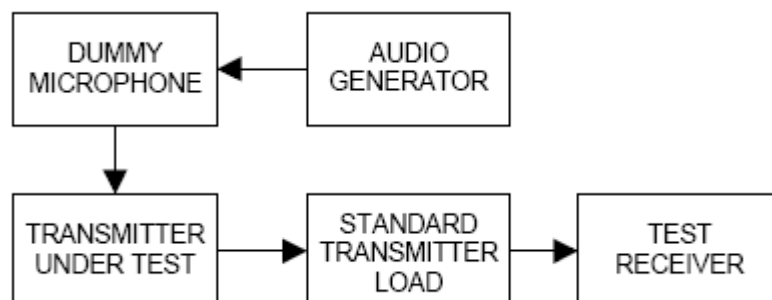 DUMMY
MICROPHONE
AUDIO
GENERATOR
TRANSMITTER
UNDER TEST
STANDARD
TRANSMITTER
LOAD
TEST
RECEIVER